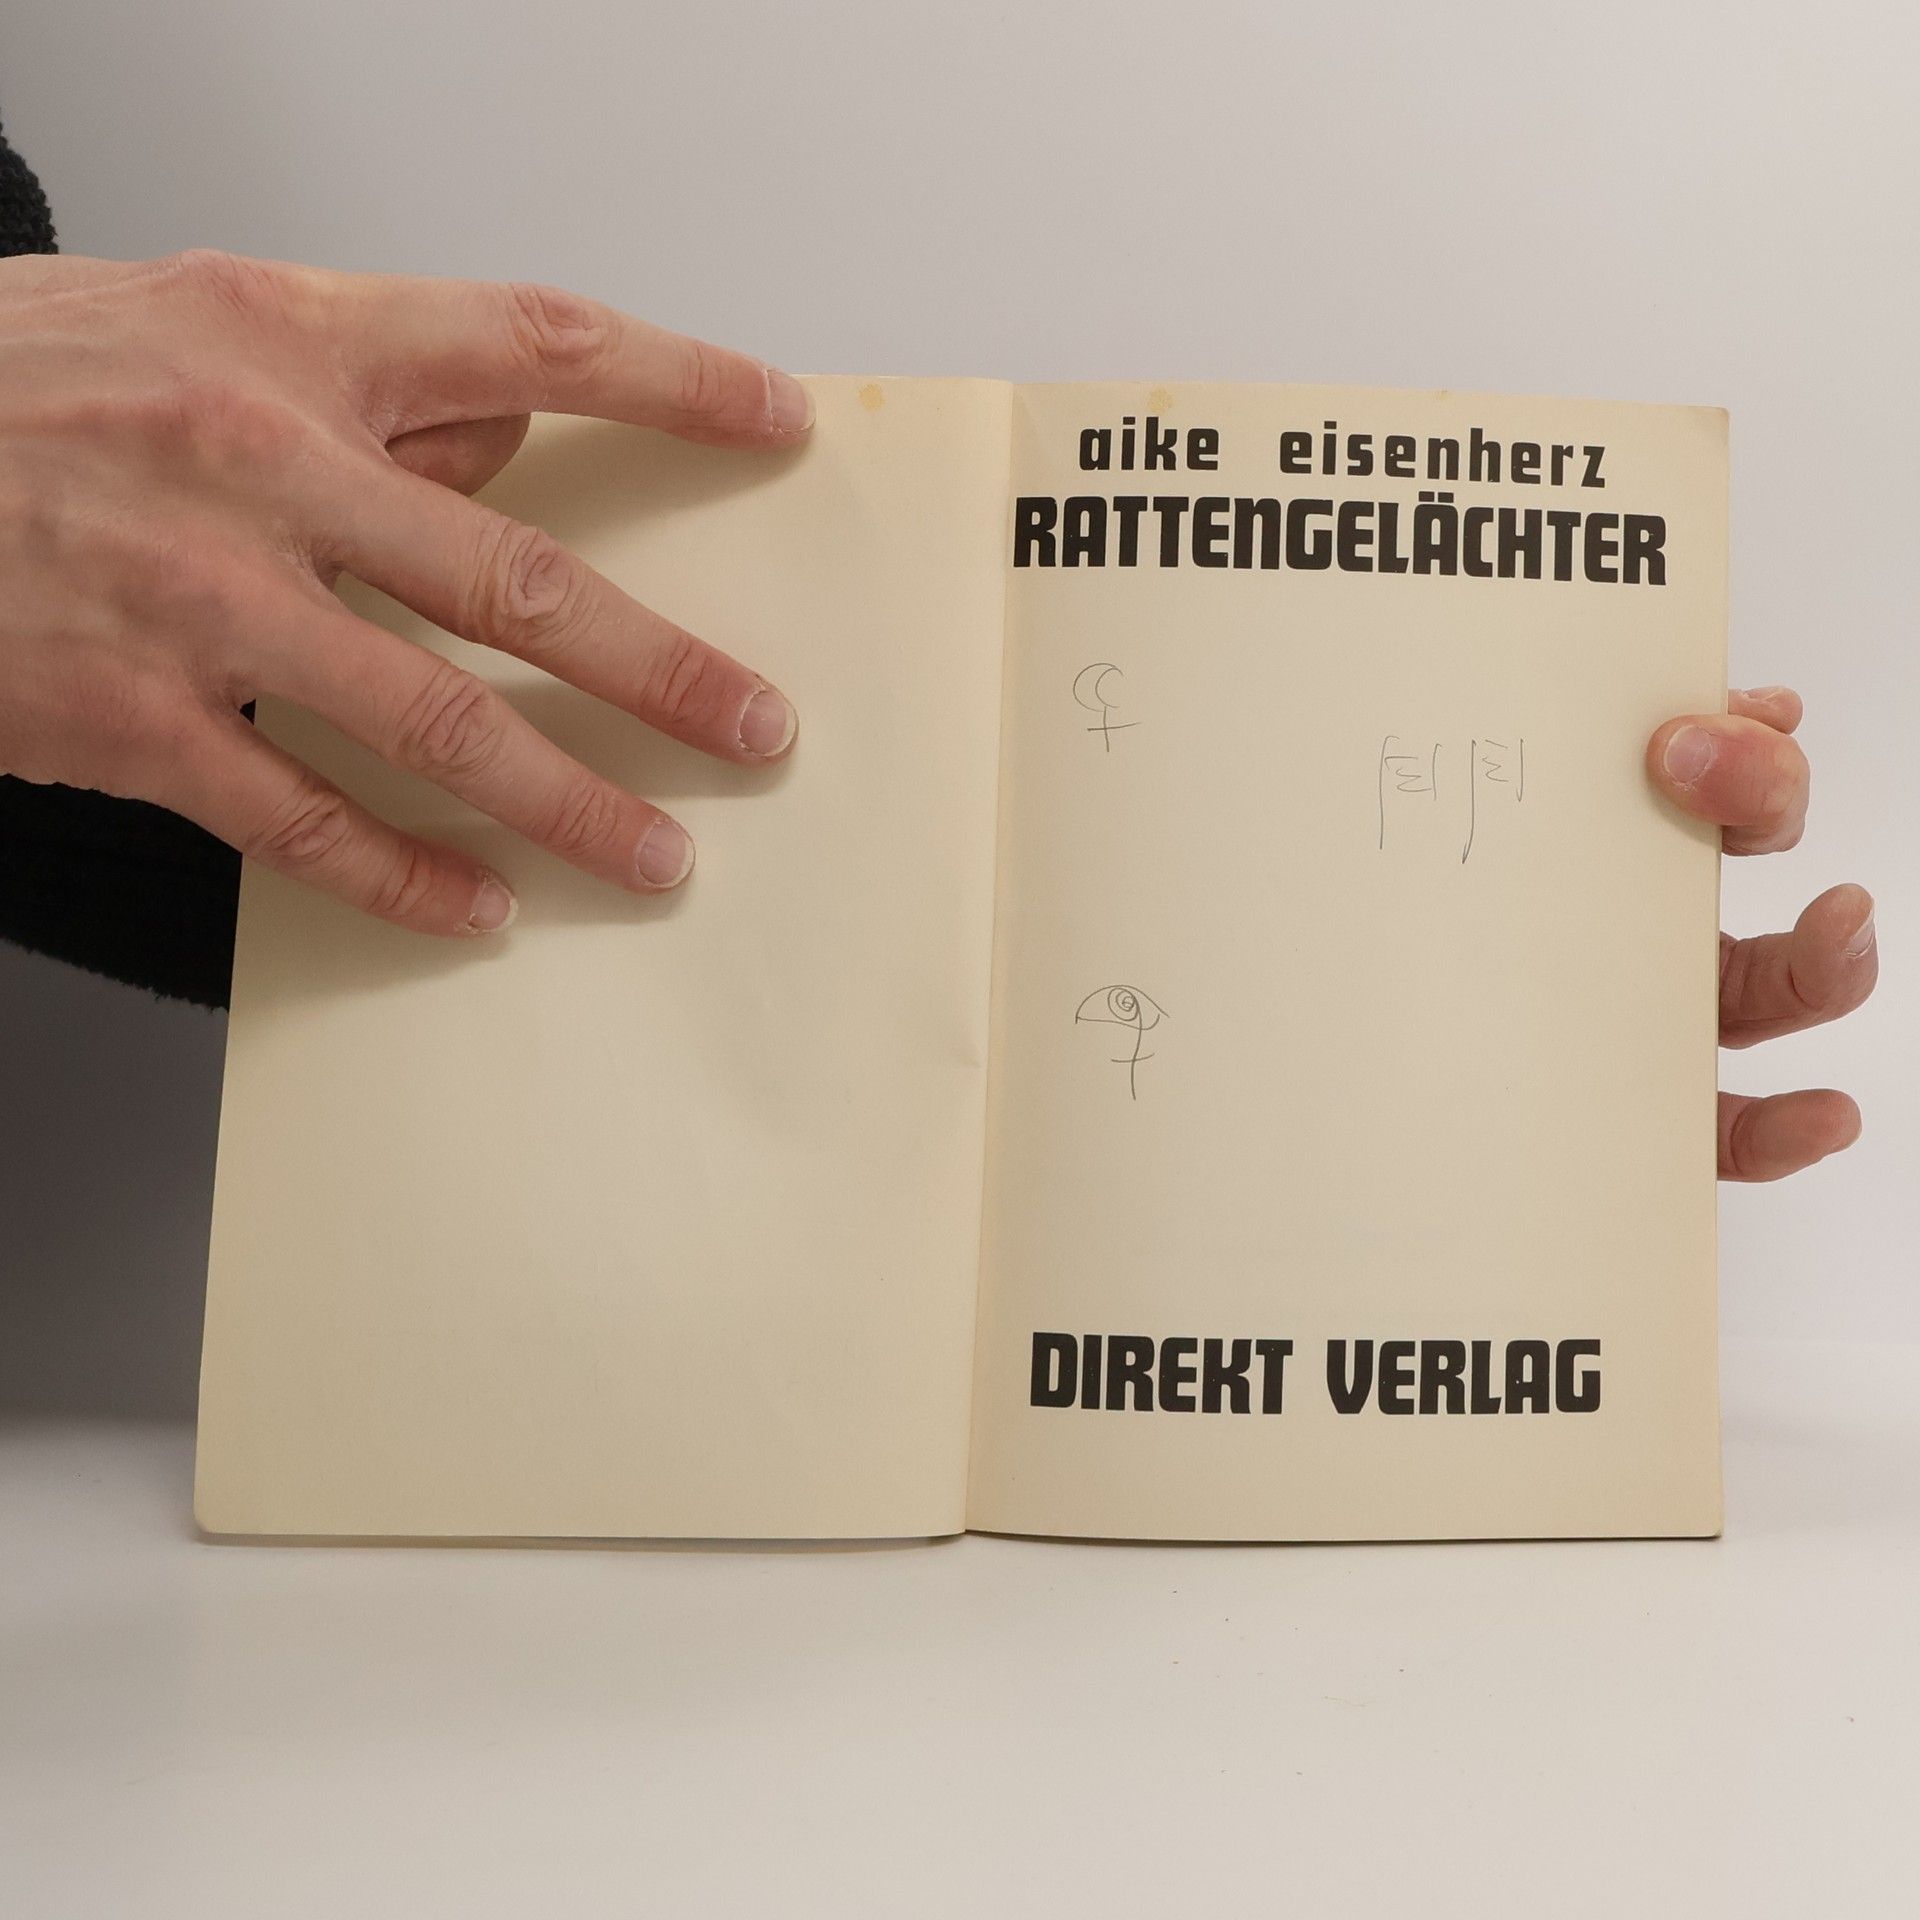 aike eisenherz
RATTENGELÄCHTER
DIREKT VERLAG